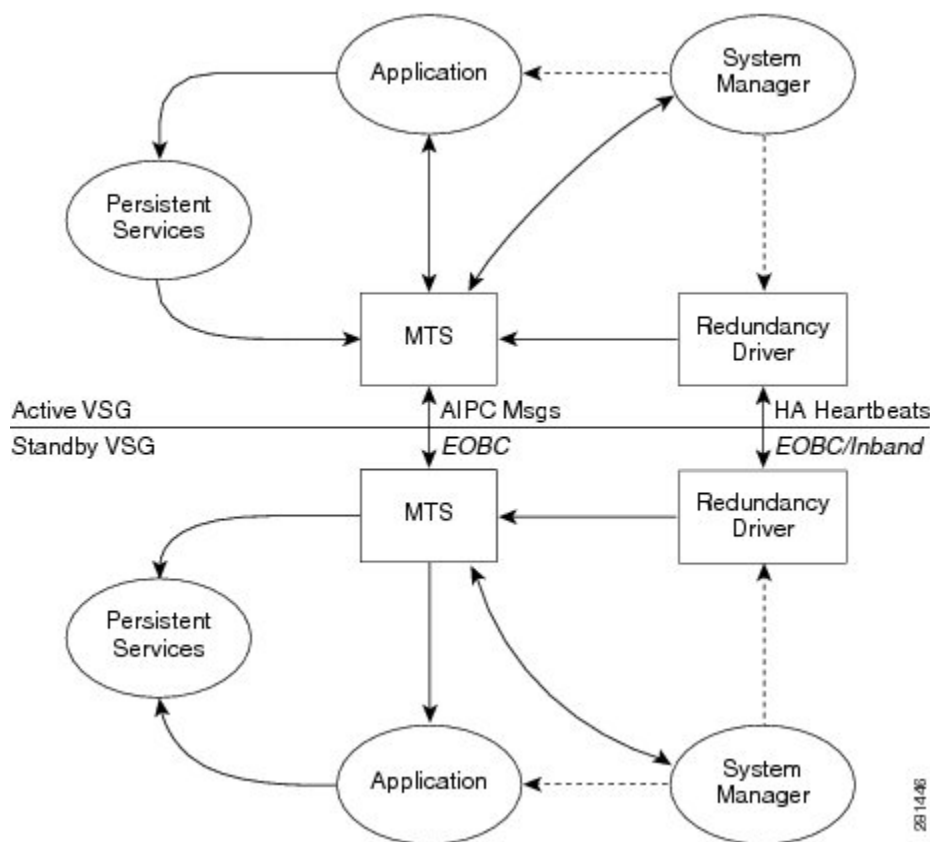 Application
System
Manager
Persistent
Services
MTS
Redundancy
Driver
Active VSG
AIPC Msgs
HA Heartbeats
Standby VSG
EOBC
EOBC/Inband
MTS
Redundancy
Driver
Persistent
Services
Application
System
Manager
281446